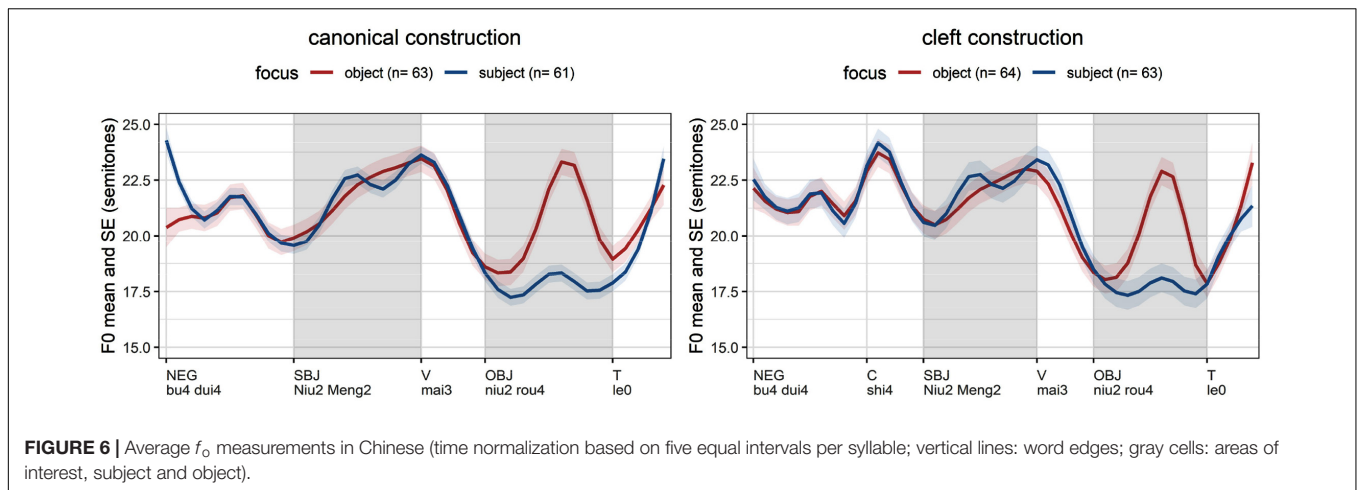 canonical construction
focus object (n= 63) subject (n= 61)
F0 mean and SE (semitones)
25.0
22.5
20.0
17.5
15.0
NEG SBJ V OBJ T
bu4 dui4 Niu2 Meng2 mai3 niu2 rou4 le0
cleft construction
focus object (n= 64) subject (n= 63)
F0 mean and SE (semitones)
25.0
22.5
20.0
17.5
15.0
NEG C SBJ V OBJ T
bu4 dui4 shi4 Niu2 Meng2 mai3 niu2 rou4 le0
FIGURE 6 | Average fₒ measurements in Chinese (time normalization based on five equal intervals per syllable; vertical lines: word edges; gray cells: areas of
interest, subject and object).